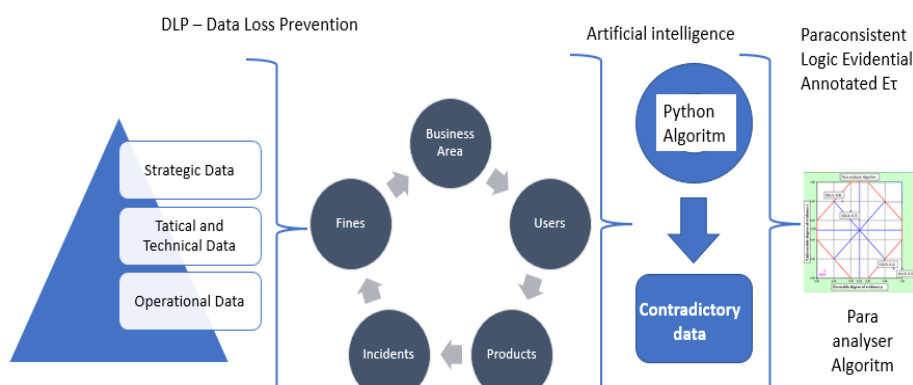 DLP – Data Loss Prevention
Strategic Data
Tatical and
Technical Data
Operational Data
Business
Area
Users
Products
Incidents
Fines
Artificial intelligence
Python
Algoritm
Contradictory
data
Paraconsistent
Logic Evidential
Annotated Eτ
Para
analyser
Algoritm